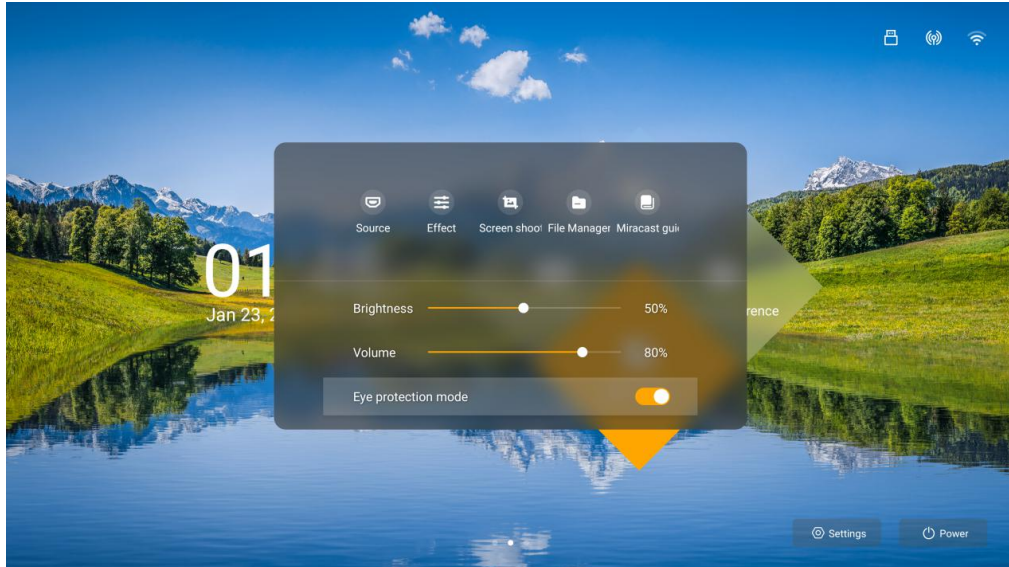 Source
Effect
Screen shoot
File Manager
Miracast gui
01
Jan 23, 2
Brightness
50%
rence
Volume
80%
Eye protection mode
Settings
Power